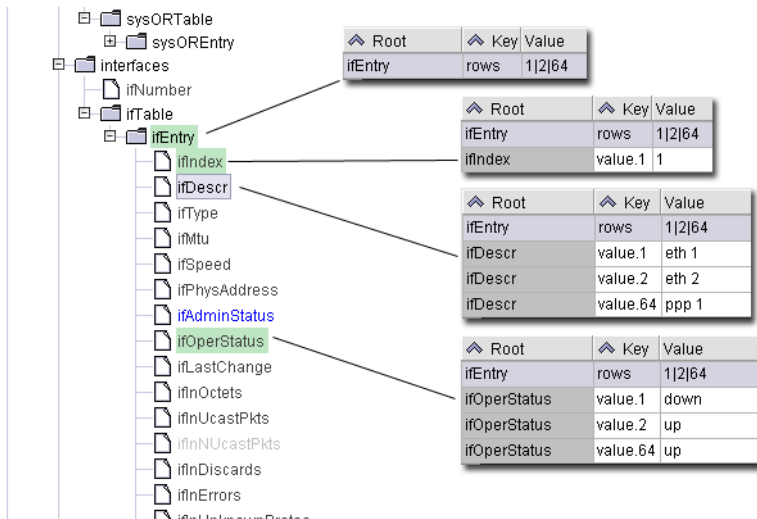 sysORTable
sysOREntry
interfaces
ifNumber
ifTable
ifEntry
ifIndex
ifDescr
ifType
ifMtu
ifSpeed
ifPhysAddress
ifAdminStatus
ifOperStatus
ifLastChange
ifInOctets
ifInUcastPkts
ifInNUcastPkts
ifInDiscards
ifInErrors
ifInUnknownProtos
Root Key Value
ifEntry rows 1|2|64
Root Key Value
ifEntry rows 1|2|64
ifIndex value.1 1
Root Key Value
ifEntry rows 1|2|64
ifDescr value.1 eth 1
ifDescr value.2 eth 2
ifDescr value.64 ppp 1
Root Key Value
ifEntry rows 1|2|64
ifOperStatus value.1 down
ifOperStatus value.2 up
ifOperStatus value.64 up